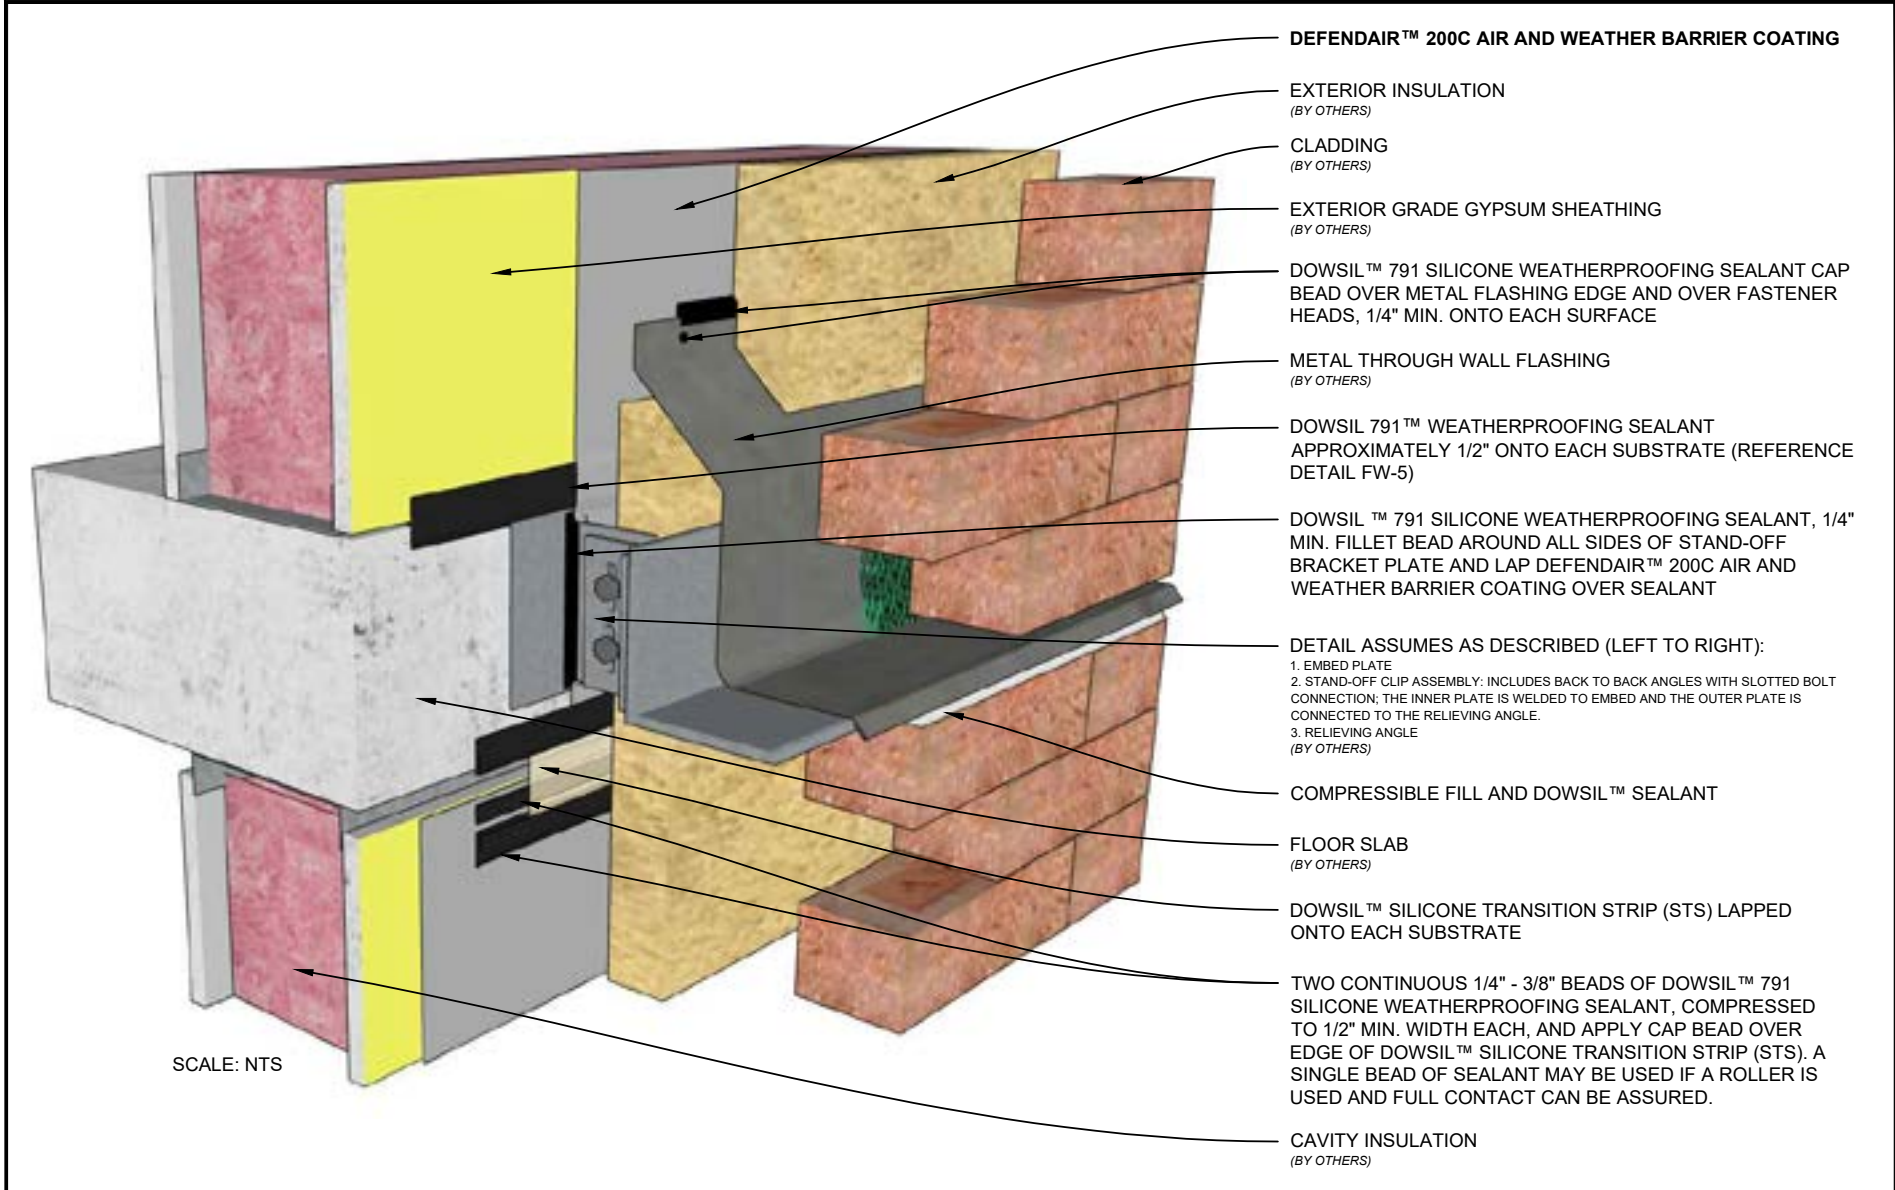 DEFENDAIR™ 200C AIR AND WEATHER BARRIER COATING
EXTERIOR INSULATION
(BY OTHERS)
CLADDING
(BY OTHERS)
EXTERIOR GRADE GYPSUM SHEATHING
(BY OTHERS)
DOWSIL™ 791 SILICONE WEATHERPROOFING SEALANT CAP
BEAD OVER METAL FLASHING EDGE AND OVER FASTENER
HEADS, 1/4" MIN. ONTO EACH SURFACE
METAL THROUGH WALL FLASHING
(BY OTHERS)
DOWSIL 791™ WEATHERPROOFING SEALANT
APPROXIMATELY 1/2" ONTO EACH SUBSTRATE (REFERENCE
DETAIL FW-5)
DOWSIL ™ 791 SILICONE WEATHERPROOFING SEALANT, 1/4"
MIN. FILLET BEAD AROUND ALL SIDES OF STAND-OFF
BRACKET PLATE AND LAP DEFENDAIR™ 200C AIR AND
WEATHER BARRIER COATING OVER SEALANT
DETAIL ASSUMES AS DESCRIBED (LEFT TO RIGHT):
1. EMBED PLATE
2. STAND-OFF CLIP ASSEMBLY: INCLUDES BACK TO BACK ANGLES WITH SLOTTED BOLT
CONNECTION; THE INNER PLATE IS WELDED TO EMBED AND THE OUTER PLATE IS
CONNECTED TO THE RELIEVING ANGLE.
3. RELIEVING ANGLE
(BY OTHERS)
COMPRESSIBLE FILL AND DOWSIL™ SEALANT
FLOOR SLAB
(BY OTHERS)
DOWSIL™ SILICONE TRANSITION STRIP (STS) LAPPED
ONTO EACH SUBSTRATE
TWO CONTINUOUS 1/4" - 3/8" BEADS OF DOWSIL™ 791
SILICONE WEATHERPROOFING SEALANT, COMPRESSED
TO 1/2" MIN. WIDTH EACH, AND APPLY CAP BEAD OVER
EDGE OF DOWSIL™ SILICONE TRANSITION STRIP (STS). A
SINGLE BEAD OF SEALANT MAY BE USED IF A ROLLER IS
USED AND FULL CONTACT CAN BE ASSURED.
CAVITY INSULATION
(BY OTHERS)
SCALE: NTS